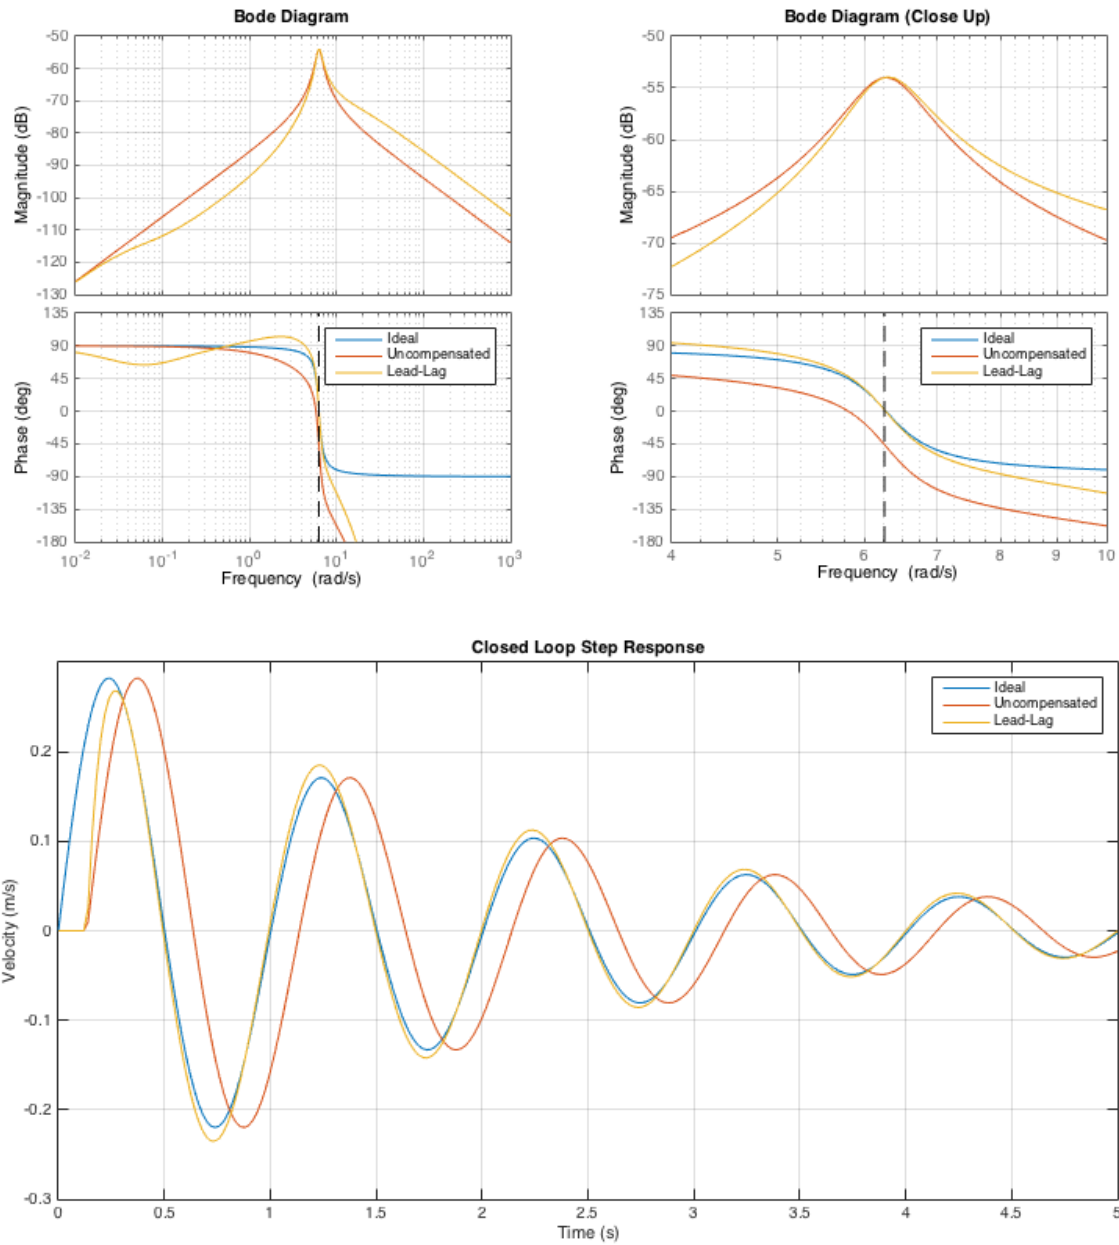 Bode Diagram
-50
-60
-70
-80
-90
-100
-110
-120
-130
Magnitude (dB)
135
90
45
0
-45
-90
-135
-180
Phase (deg)
Ideal
Uncompensated
Lead-Lag
10^-2 10^-1 10^0 10^1 10^2 10^3
Frequency (rad/s)
Bode Diagram (Close Up)
-50
-55
-60
-65
-70
-75
Magnitude (dB)
135
90
45
0
-45
-90
-135
-180
Phase (deg)
Ideal
Uncompensated
Lead-Lag
4 5 6 7 8 9 10
Frequency (rad/s)
Closed Loop Step Response
0.2
0.1
0
-0.1
-0.2
-0.3
Velocity (m/s)
Ideal
Uncompensated
Lead-Lag
0 0.5 1 1.5 2 2.5 3 3.5 4 4.5 5
Time (s)